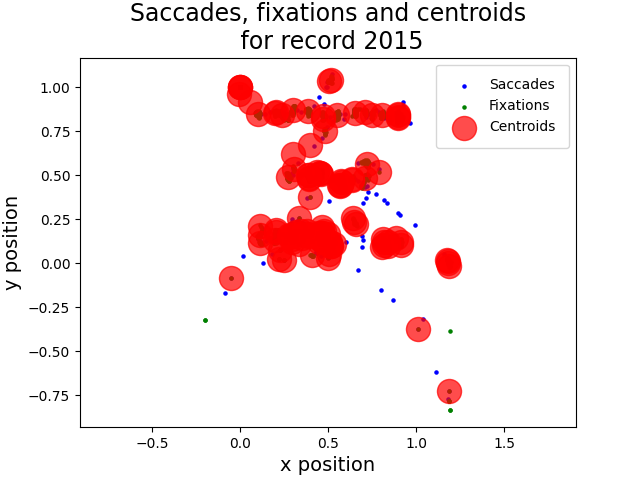 Saccades, fixations and centroids
for record 2015
Saccades
Fixations
Centroids
1.00
0.75
0.50
0.25
0.00
−0.25
−0.50
−0.75
y position
−0.5
0.0
0.5
1.0
1.5
x position